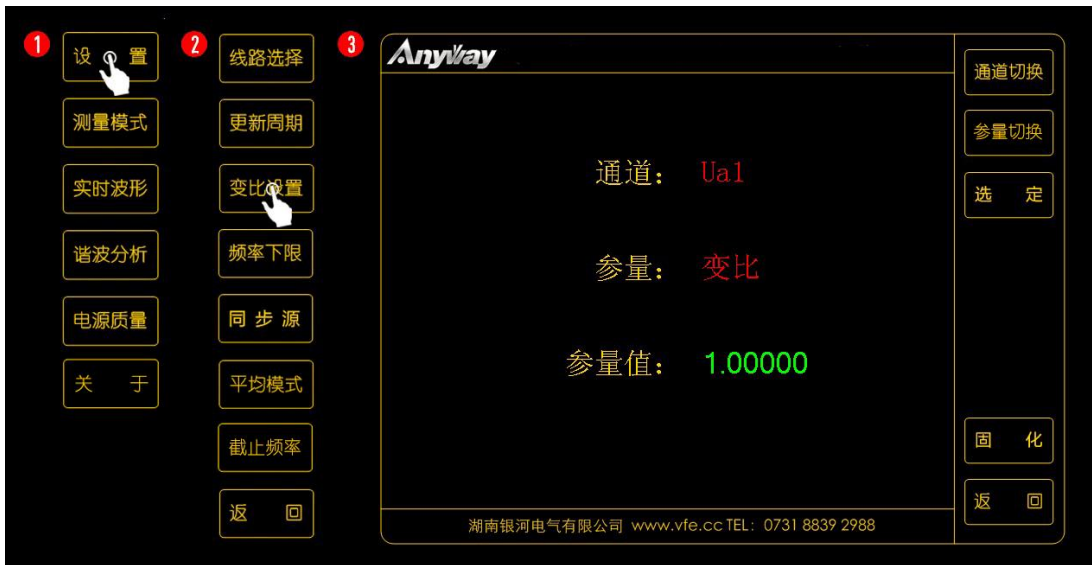 1
设 置
测量模式
实时波形
谐波分析
电源质量
关 于
2
线路选择
更新周期
变比设置
频率下限
同 步 源
平均模式
截止频率
返 回
3
Anyway
通道： Ua1
参量： 变比
参量值： 1.00000
湖南银河电气有限公司 www.vfe.cc TEL: 0731 8839 2988
通道切换
参量切换
选 定
固 化
返 回